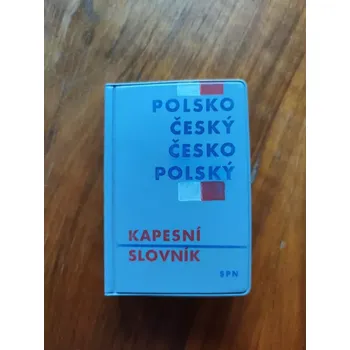 POLSKO
ČESKÝ
ČESKO
POLSKÝ
KAPESNÍ
SLOVNÍK
SPN